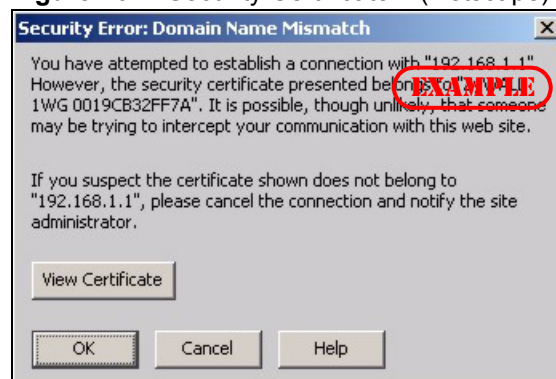 Security Error: Domain Name Mismatch
You have attempted to establish a connection with "192.168.1.1"
However, the security certificate presented belongs to
EXAMPLE
1WG 0019CB32FF7A". It is possible, though unlikely, that someone
may be trying to intercept your communication with this web site.
If you suspect the certificate shown does not belong to
"192.168.1.1", please cancel the connection and notify the site
administrator.
View Certificate
OK
Cancel
Help